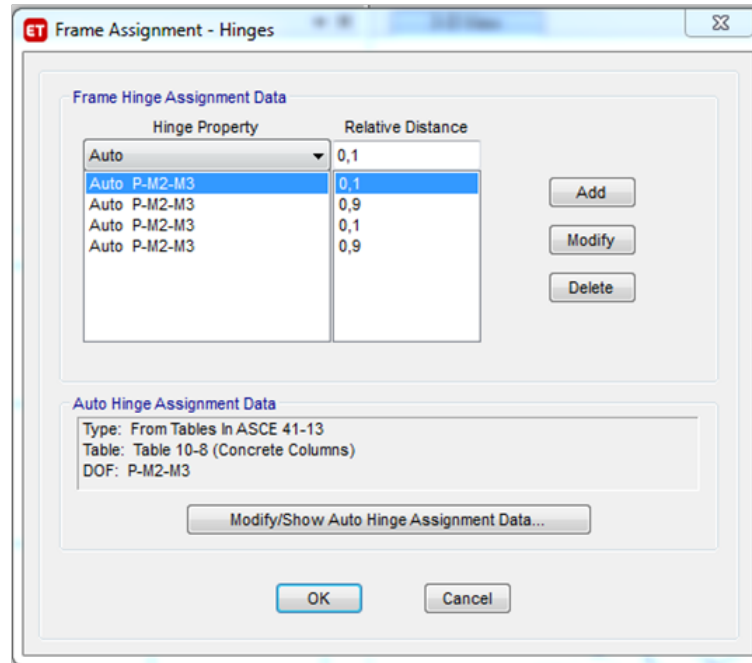 ET Frame Assignment - Hinges
Frame Hinge Assignment Data
Hinge Property Relative Distance
Auto 0,1
Auto P-M2-M3 0,1
Auto P-M2-M3 0,9
Auto P-M2-M3 0,1
Auto P-M2-M3 0,9
Add
Modify
Delete
Auto Hinge Assignment Data
Type: From Tables In ASCE 41-13
Table: Table 10-8 (Concrete Columns)
DOF: P-M2-M3
Modify/Show Auto Hinge Assignment Data...
OK Cancel